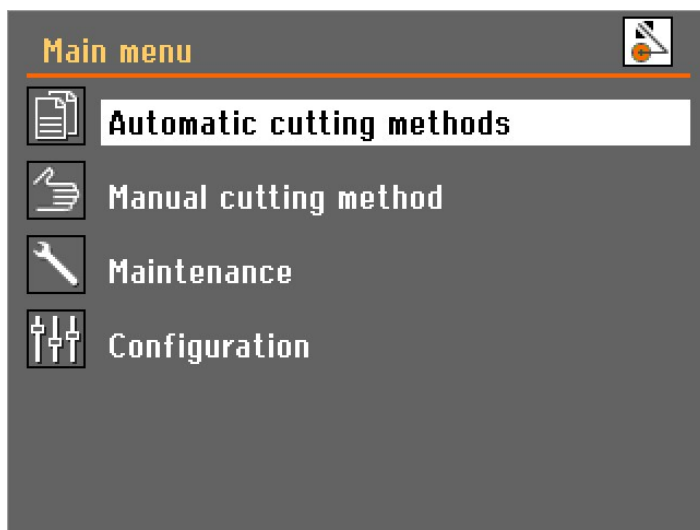 Main menu
Automatic cutting methods
Manual cutting method
Maintenance
Configuration